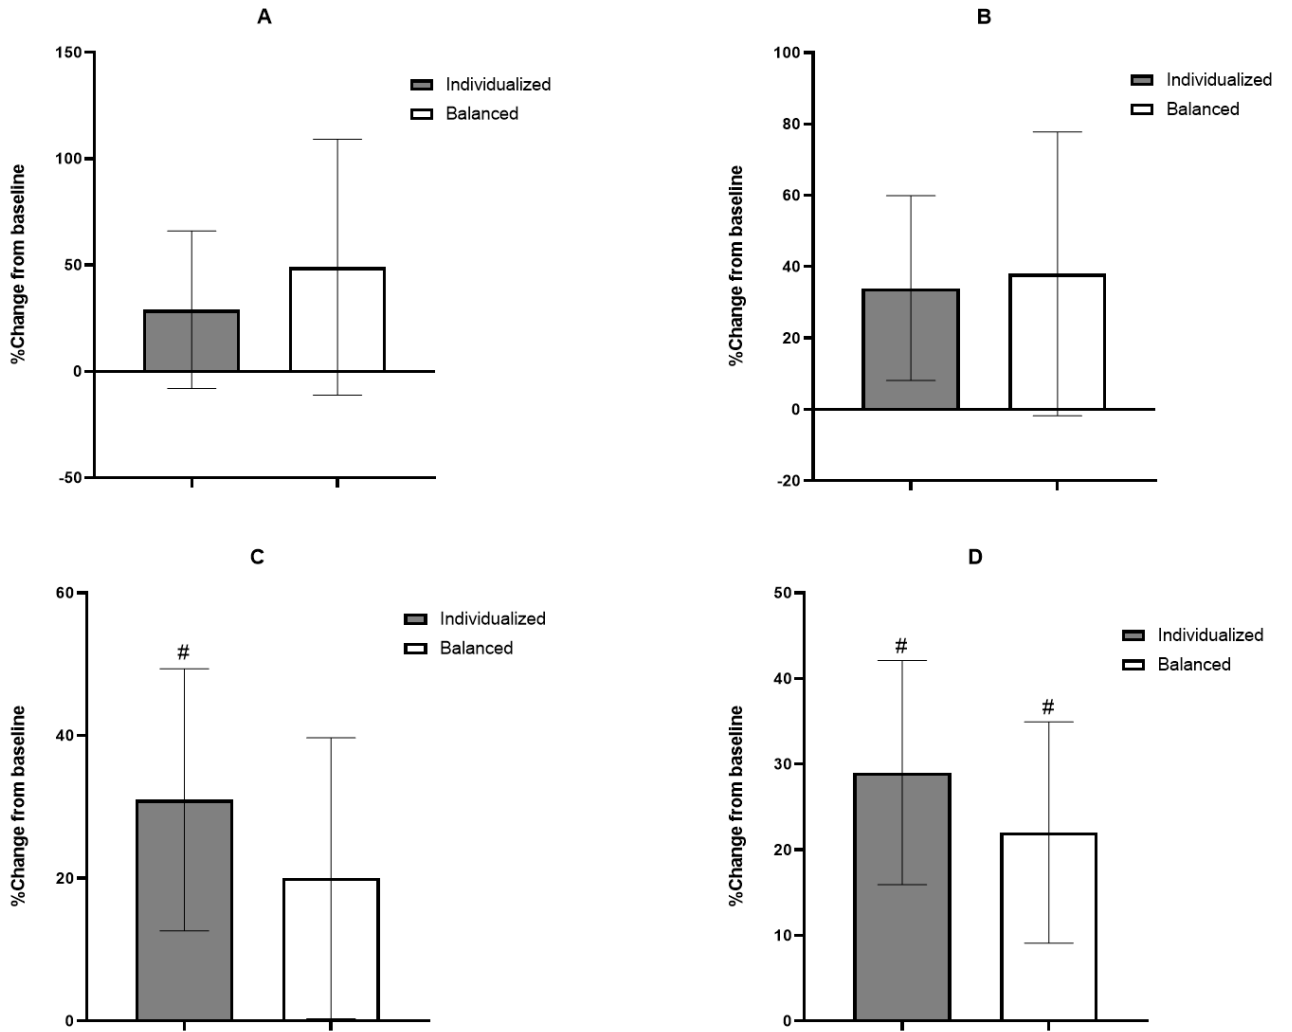 A
%Change from baseline
150
100
50
0
-50
Individualized
Balanced
B
%Change from baseline
100
80
60
40
20
0
-20
Individualized
Balanced
C
%Change from baseline
60
40
20
0
#
Individualized
Balanced
D
%Change from baseline
50
40
30
20
10
0
#
#
Individualized
Balanced